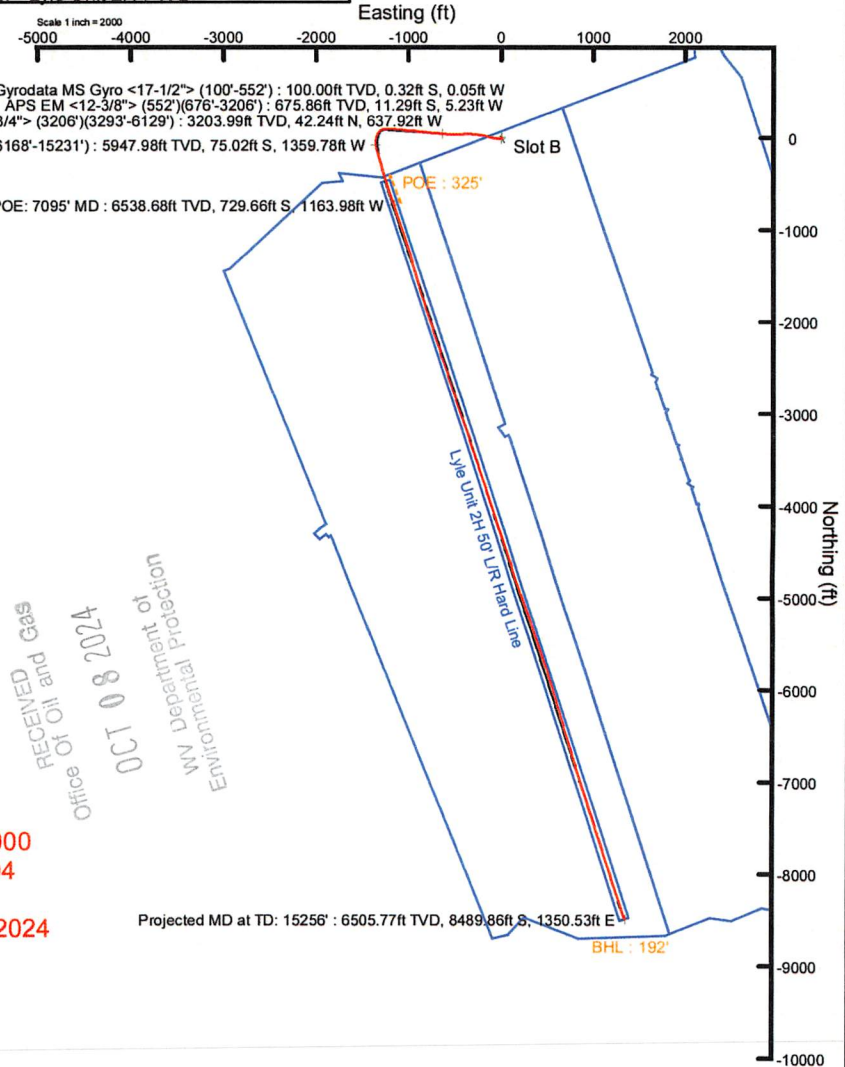 Scale 1 inch = 2000
Easting (ft)
-5000 -4000 -3000 -2000 -1000 0 1000 2000
Gyrodata MS Gyro <17-1/2"> (100'-552') : 100.00ft TVD, 0.32ft S, 0.05ft W
APS EM <12-3/8"> (552')(676'-3206') : 675.86ft TVD, 11.29ft S, 5.23ft W
3/4"> (3206')(3293'-6129') : 3203.99ft TVD, 42.24ft N, 637.92ft W
6168'-15231') : 5947.98ft TVD, 75.02ft S, 1359.78ft W
Slot B
POE : 325'
POE: 7095' MD : 6538.68ft TVD, 729.66ft S, 1163.98ft W
0
-1000
-2000
-3000
-4000
-5000
-6000
-7000
-8000
-9000
-10000
Northing (ft)
Lyle Unit 2H 50' L/R Hard Line
RECEIVED
Office Of Oil and Gas
OCT 08 2024
WV Department of
Environmental Protection
000
04
2024
Projected MD at TD: 15256' : 6505.77ft TVD, 8489.86ft S, 1350.53ft E
BHL : 192'